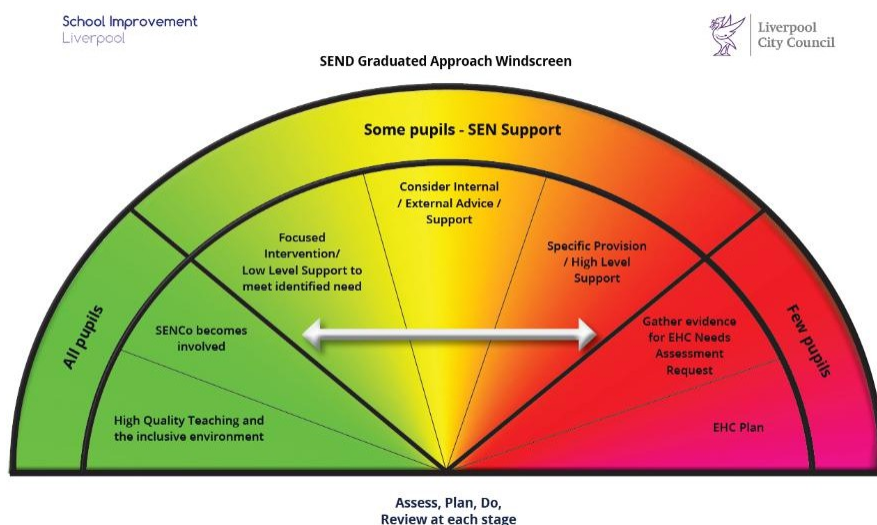 School Improvement
Liverpool
Liverpool
City Council
SEND Graduated Approach Windscreen
Some pupils - SEN Support
Consider Internal
/ External Advice /
Support
Focused
Intervention/
Low Level Support to
meet identified need
Specific Provision
/ High Level
Support
All pupils
SENCo becomes
involved
Gather evidence
for EHC Needs
Assessment
Request
Few pupils
High Quality Teaching and
the inclusive environment
EHC Plan
Assess, Plan, Do,
Review at each stage